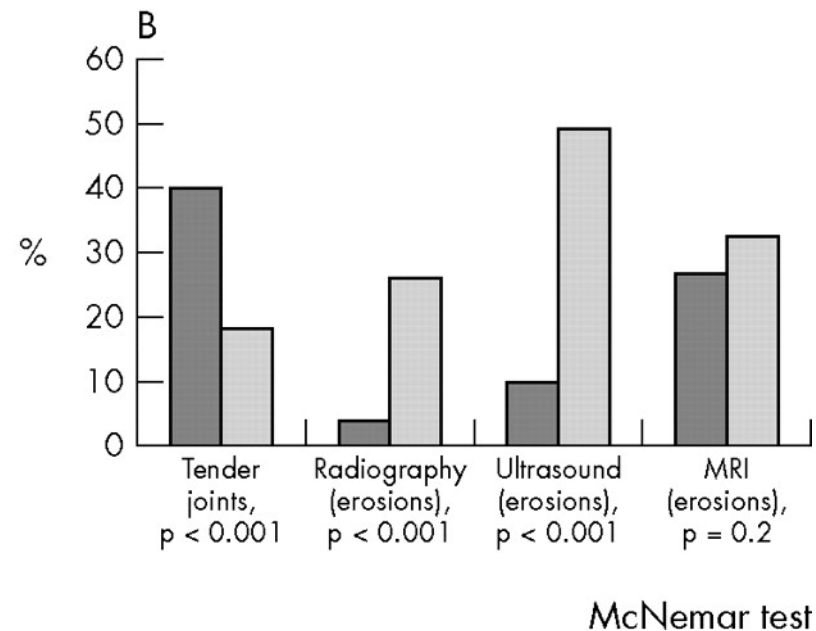 B
60
50
40
30
20
10
0
%
Tender
joints,
p < 0.001
Radiography
(erosions),
p < 0.001
Ultrasound
(erosions),
p < 0.001
MRI
(erosions),
p = 0.2
McNemar test